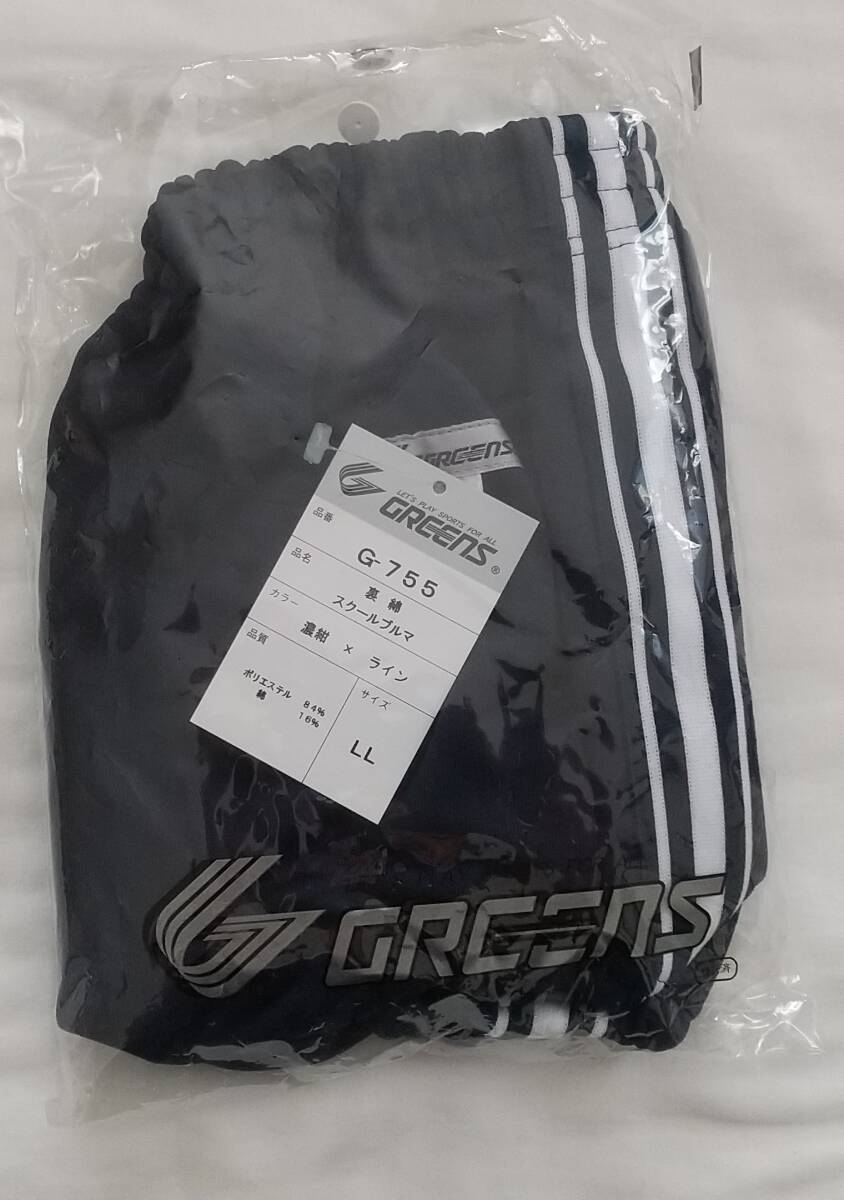 GREENS
LET'S PLAY SPORTS FOR ALL
GREENS®
品番
G-755
品名
裏綿
スクールブルマ
カラー
濃紺 × ライン
品質
サイズ
ポリエステル 84%
綿 16%
LL
GREENS